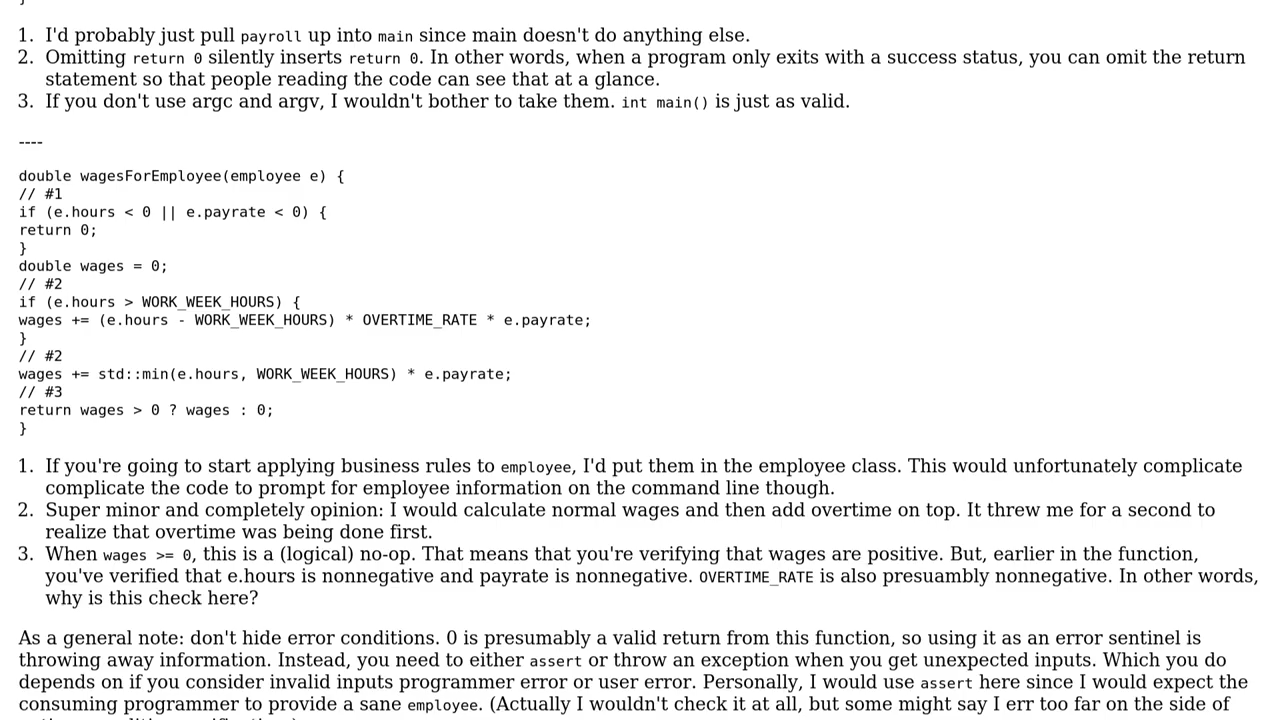 }
1. I'd probably just pull payroll up into main since main doesn't do anything else.
2. Omitting return 0 silently inserts return 0. In other words, when a program only exits with a success status, you can omit the return
statement so that people reading the code can see that at a glance.
3. If you don't use argc and argv, I wouldn't bother to take them. int main() is just as valid.
----
double wagesForEmployee(employee e) {
// #1
if (e.hours < 0 || e.payrate < 0) {
return 0;
}
double wages = 0;
// #2
if (e.hours > WORK_WEEK_HOURS) {
wages += (e.hours - WORK_WEEK_HOURS) * OVERTIME_RATE * e.payrate;
}
// #2
wages += std::min(e.hours, WORK_WEEK_HOURS) * e.payrate;
// #3
return wages > 0 ? wages : 0;
}
1. If you're going to start applying business rules to employee, I'd put them in the employee class. This would unfortunately complicate
complicate the code to prompt for employee information on the command line though.
2. Super minor and completely opinion: I would calculate normal wages and then add overtime on top. It threw me for a second to
realize that overtime was being done first.
3. When wages >= 0, this is a (logical) no-op. That means that you're verifying that wages are positive. But, earlier in the function,
you've verified that e.hours is nonnegative and payrate is nonnegative. OVERTIME_RATE is also presuambly nonnegative. In other words,
why is this check here?
As a general note: don't hide error conditions. 0 is presumably a valid return from this function, so using it as an error sentinel is
throwing away information. Instead, you need to either assert or throw an exception when you get unexpected inputs. Which you do
depends on if you consider invalid inputs programmer error or user error. Personally, I would use assert here since I would expect the
consuming programmer to provide a sane employee. (Actually I wouldn't check it at all, but some might say I err too far on the side of